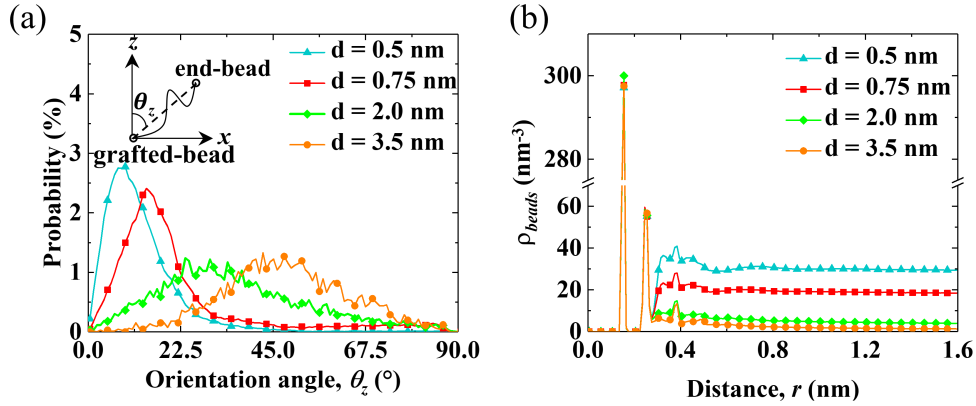 (a)
5
4
3
2
1
0
Probability (%)
z
θz
x
end-bead
grafted-bead
d = 0.5 nm
d = 0.75 nm
d = 2.0 nm
d = 3.5 nm
0.0 22.5 45.0 67.5 90.0
Orientation angle, θz (°)
(b)
300
280
60
40
20
0
ρbeads (nm-3)
d = 0.5 nm
d = 0.75 nm
d = 2.0 nm
d = 3.5 nm
0.0 0.4 0.8 1.2 1.6
Distance, r (nm)